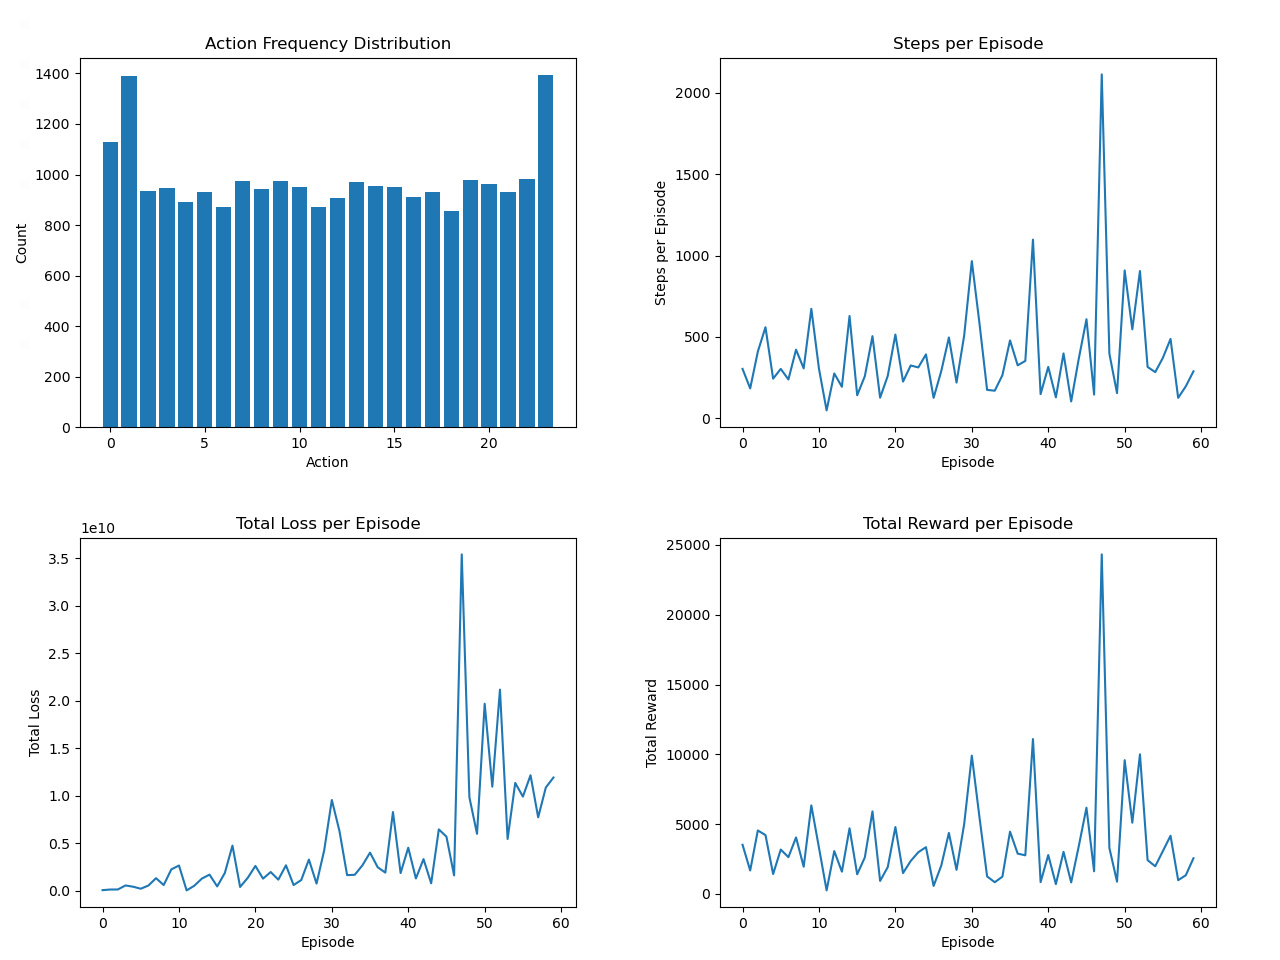 Action Frequency Distribution
1400
1200
1000
800
600
400
200
0
Count
0 5 10 15 20
Action
Steps per Episode
2000
1500
1000
500
0
Steps per Episode
0 10 20 30 40 50 60
Episode
Total Loss per Episode
1e10
3.5
3.0
2.5
2.0
1.5
1.0
0.5
0.0
Total Loss
0 10 20 30 40 50 60
Episode
Total Reward per Episode
25000
20000
15000
10000
5000
0
Total Reward
0 10 20 30 40 50 60
Episode